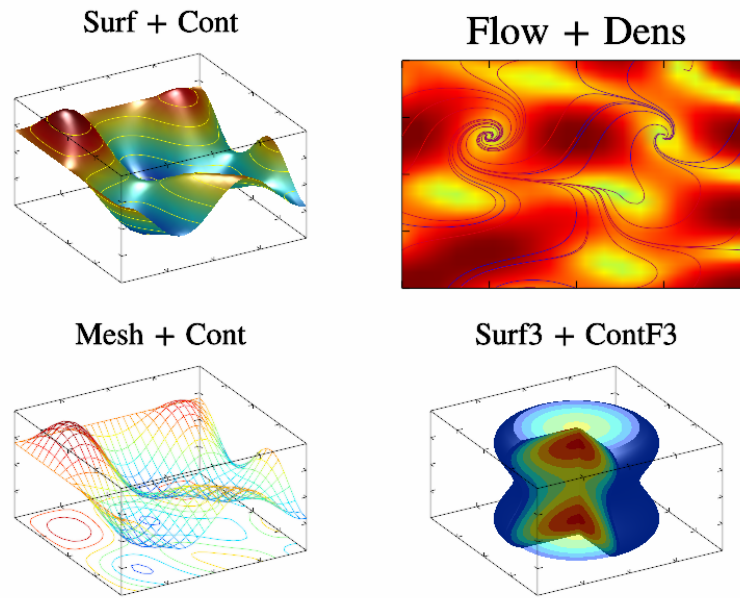 Surf + Cont
Flow + Dens
Mesh + Cont
Surf3 + ContF3